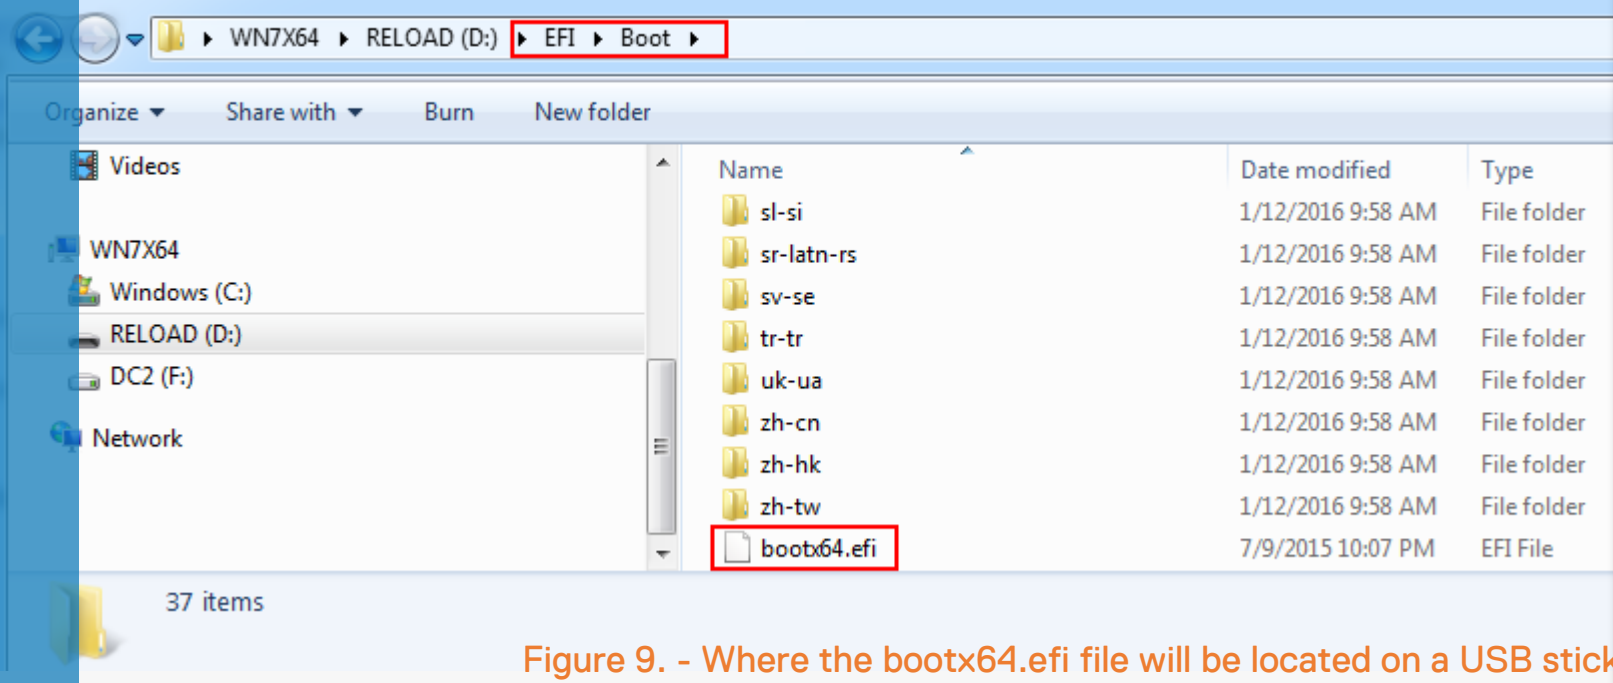 WN7X64 RELOAD (D:) EFI Boot
Organize Share with Burn New folder
Videos
WN7X64
Windows (C:)
RELOAD (D:)
DC2 (F:)
Network
Name Date modified Type
sl-si 1/12/2016 9:58 AM File folder
sr-latn-rs 1/12/2016 9:58 AM File folder
sv-se 1/12/2016 9:58 AM File folder
tr-tr 1/12/2016 9:58 AM File folder
uk-ua 1/12/2016 9:58 AM File folder
zh-cn 1/12/2016 9:58 AM File folder
zh-hk 1/12/2016 9:58 AM File folder
zh-tw 1/12/2016 9:58 AM File folder
bootx64.efi 7/9/2015 10:07 PM EFI File
37 items
Figure 9. - Where the bootx64.efi file will be located on a USB stick